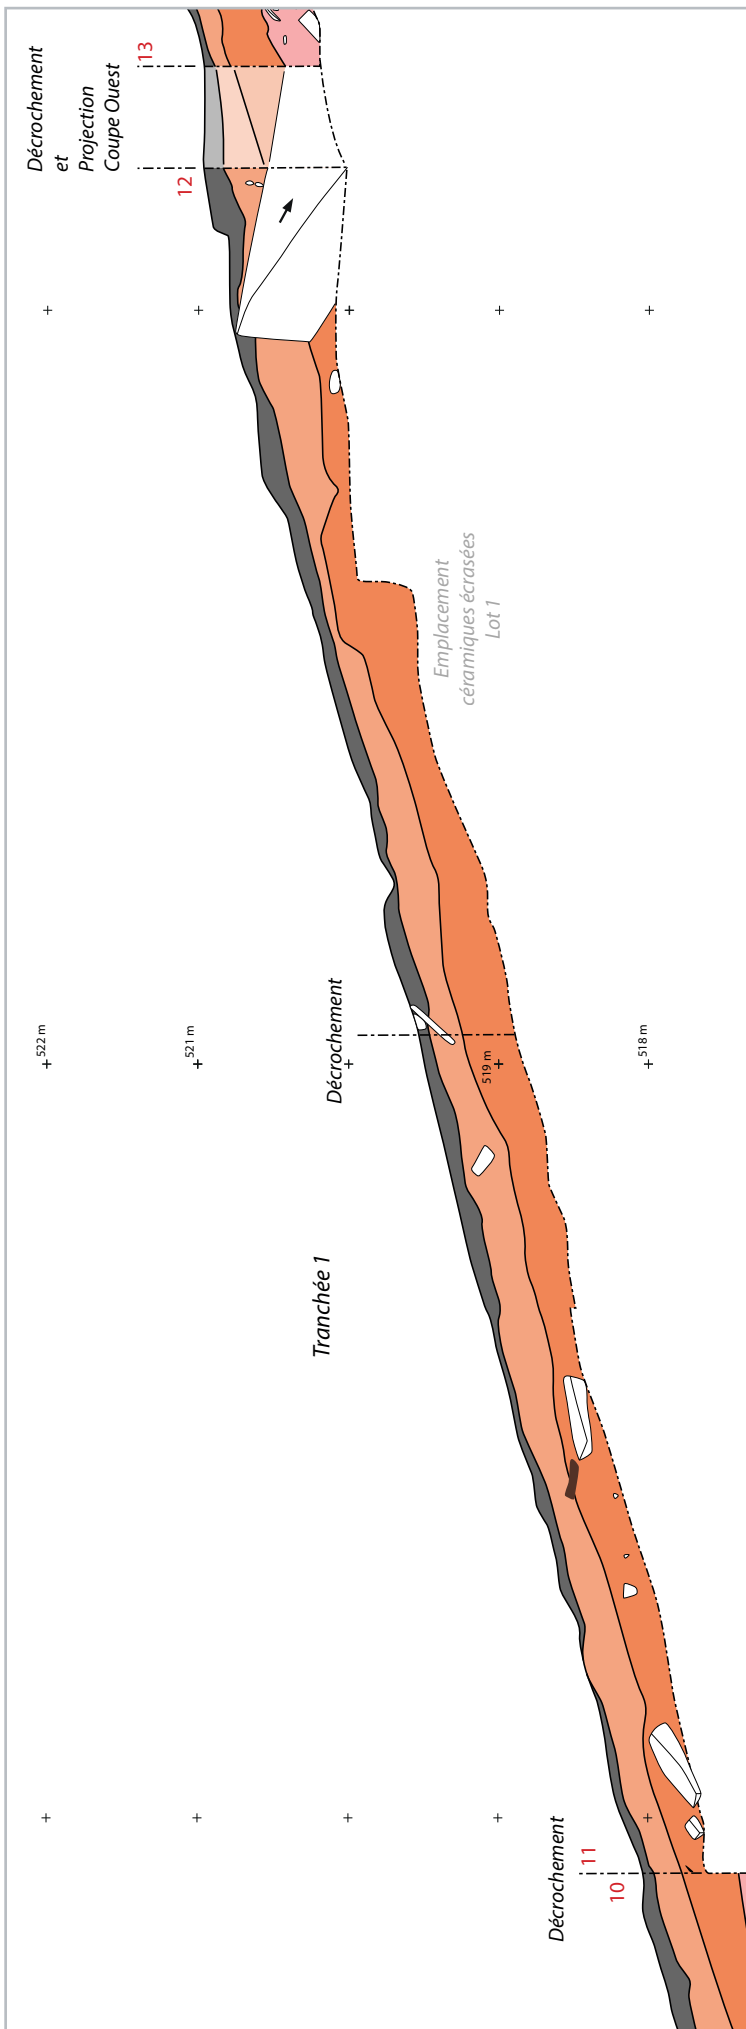 Décrochement
et
Projection
Coupe Ouest
13
12
Emplacement
céramiques écrasées
Lot 1
522 m
521 m
519 m
518 m
Décrochement
Tranchée 1
Décrochement
11
10